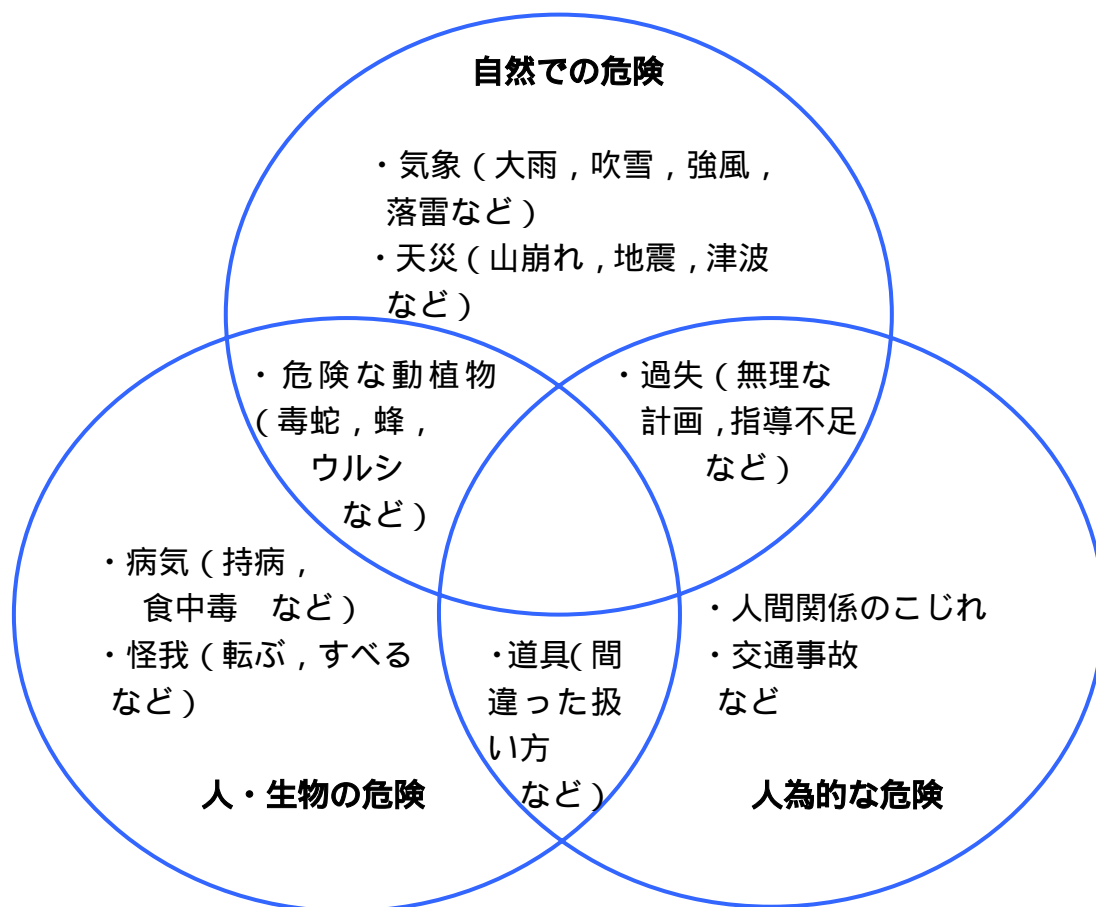 自然での危険
・気象（大雨，吹雪，強風，
落雷など）
・天災（山崩れ，地震，津波
など）
・危険な動植物
（毒蛇，蜂，
ウルシ
など）
・過失（無理な
計画，指導不足
など）
・病気（持病，
食中毒　など）
・怪我（転ぶ，すべる
など）
・道具（間
違った扱
い方
など）
・人間関係のこじれ
・交通事故
など
人・生物の危険
人為的な危険